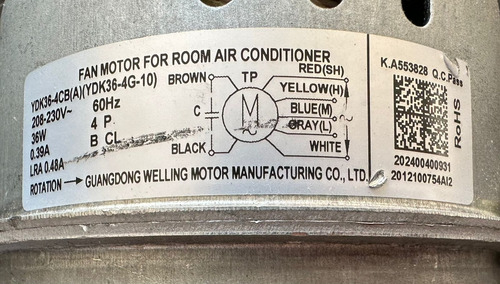 FAN MOTOR FOR ROOM AIR CONDITIONER
YDK36-4CB(A)(YDK36-4G-10)
208-230V~ 60Hz
36W 4 P
0.39A B CL
LRA 0.48A
ROTATION → GUANGDONG WELLING MOTOR MANUFACTURING CO., LTD.
BROWN
TP
C
M
BLACK
RED(SH)
YELLOW(H)
BLUE(M)
GRAY(L)
WHITE
~
K.A553828 Q.C.Pass
RoHS
202400400931
2012100754AI2